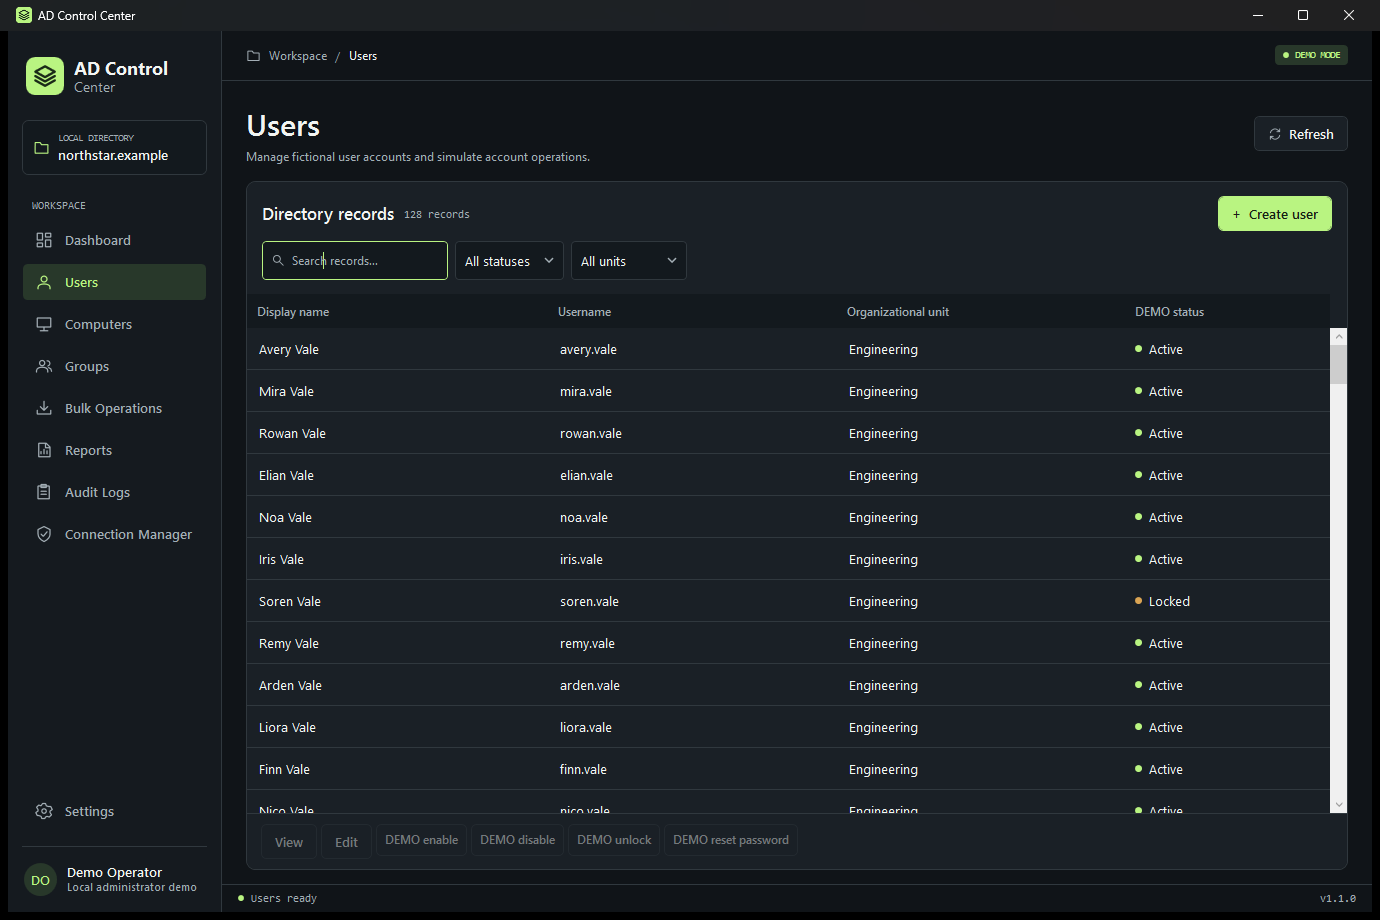 AD Control Center
AD Control
Center
LOCAL DIRECTORY
northstar.example
WORKSPACE
Dashboard
Users
Computers
Groups
Bulk Operations
Reports
Audit Logs
Connection Manager
Settings
DO
Demo Operator
Local administrator demo
Workspace / Users
DEMO MODE
Users
Manage fictional user accounts and simulate account operations.
Refresh
Directory records 128 records
+ Create user
Search records...
All statuses
All units
Display name Username Organizational unit DEMO status
Avery Vale avery.vale Engineering Active
Mira Vale mira.vale Engineering Active
Rowan Vale rowan.vale Engineering Active
Elian Vale elian.vale Engineering Active
Noa Vale noa.vale Engineering Active
Iris Vale iris.vale Engineering Active
Soren Vale soren.vale Engineering Locked
Remy Vale remy.vale Engineering Active
Arden Vale arden.vale Engineering Active
Liora Vale liora.vale Engineering Active
Finn Vale finn.vale Engineering Active
Nico Vale nico.vale Engineering Active
View Edit DEMO enable DEMO disable DEMO unlock DEMO reset password
Users ready
v1.1.0